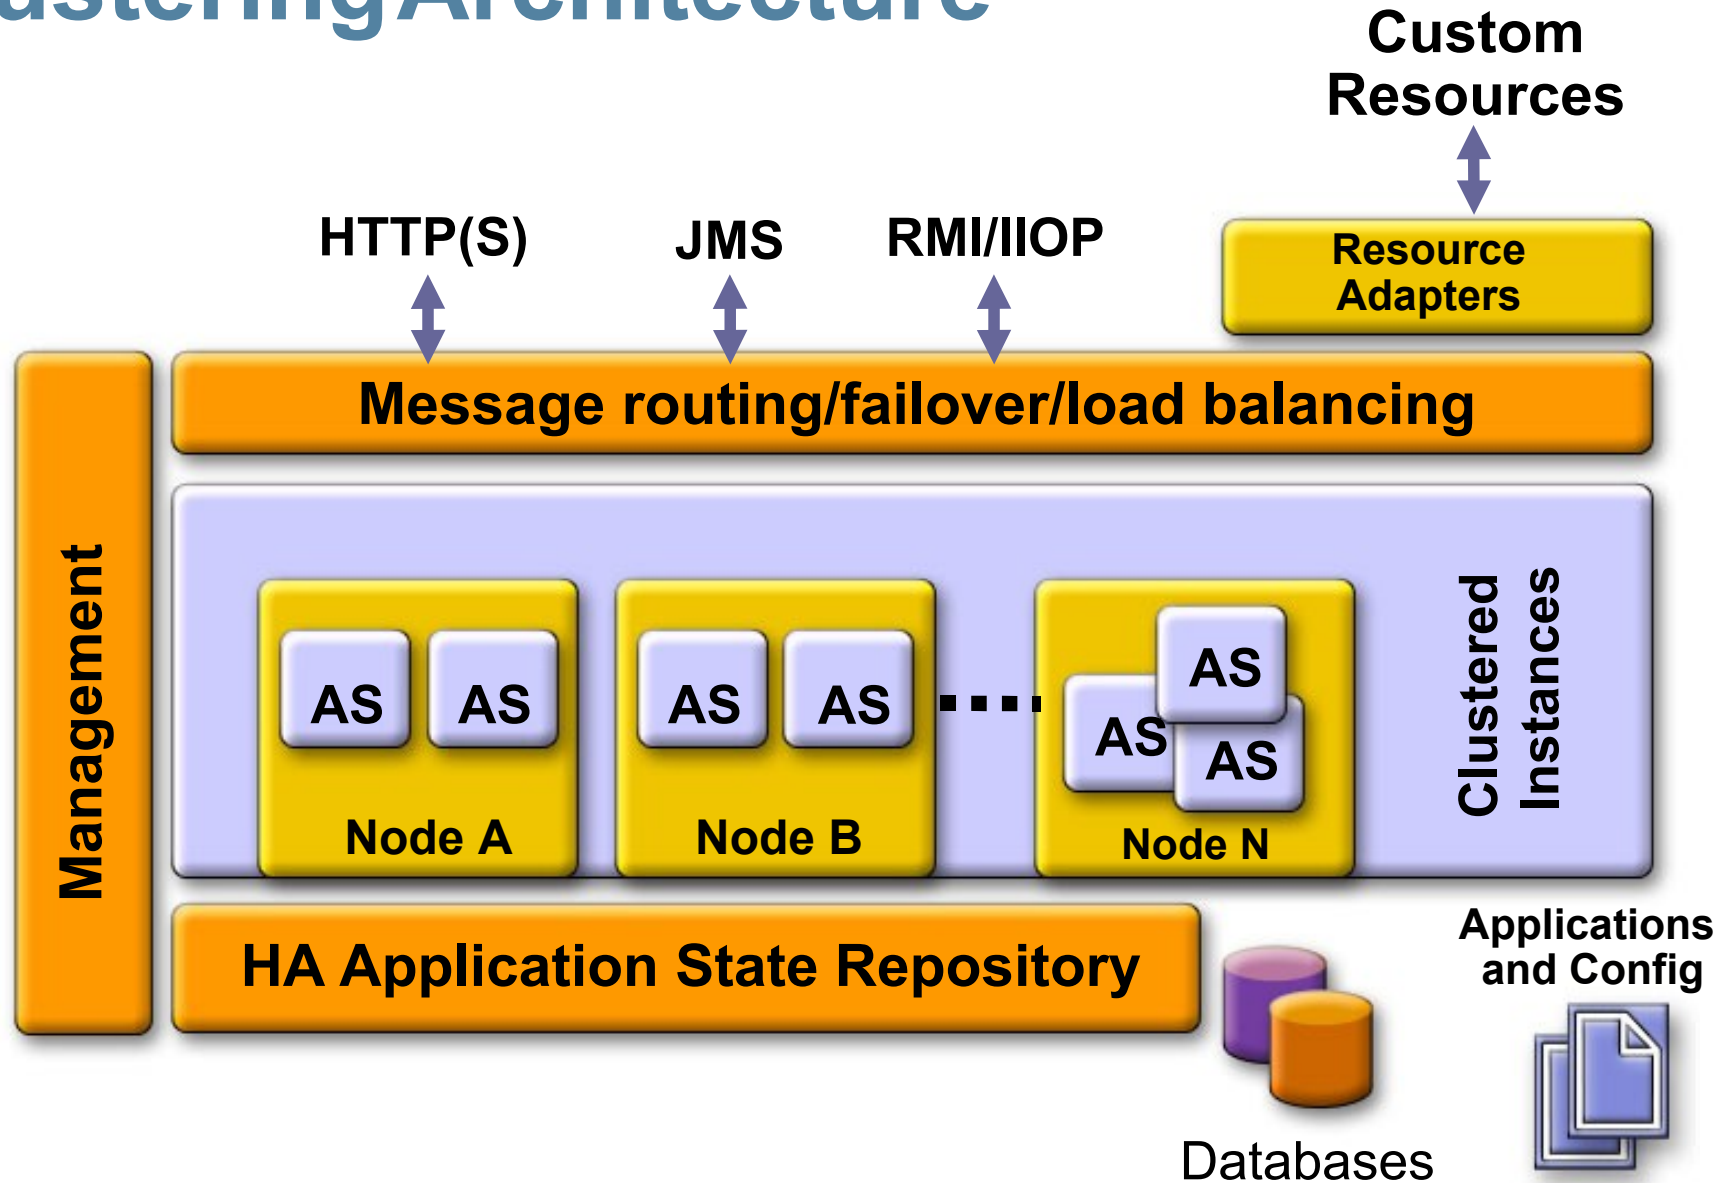 Architecture
Custom
Resources
HTTP(S)
JMS
RMI/IIOP
Resource
Adapters
Message routing/failover/load balancing
Management
AS
AS
AS
AS
AS
AS
AS
Node A
Node B
Node N
Clustered
Instances
HA Application State Repository
Applications
and Config
Databases